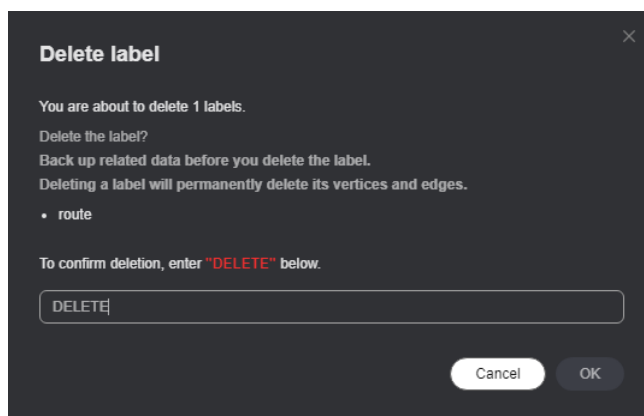 Delete label
You are about to delete 1 labels.
Delete the label?
Back up related data before you delete the label.
Deleting a label will permanently delete its vertices and edges.
• route
To confirm deletion, enter "DELETE" below.
DELETE
Cancel OK